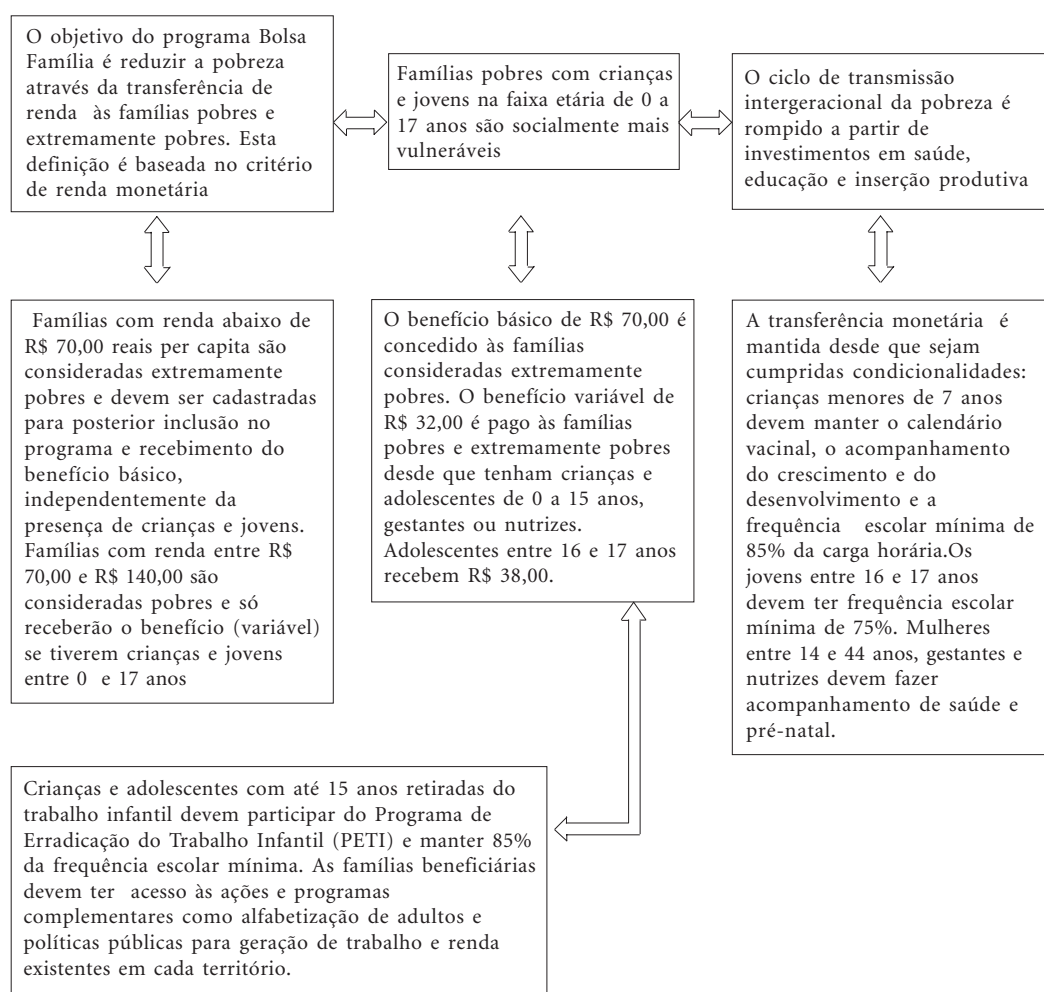 O objetivo do programa Bolsa
Família é reduzir a pobreza
através da transferência de
renda às famílias pobres e
extremamente pobres. Esta
definição é baseada no critério
de renda monetária
Famílias pobres com crianças
e jovens na faixa etária de 0 a
17 anos são socialmente mais
vulneráveis
O ciclo de transmissão
intergeracional da pobreza é
rompido a partir de
investimentos em saúde,
educação e inserção produtiva
Famílias com renda abaixo de
R$ 70,00 reais per capita são
consideradas extremamente
pobres e devem ser cadastradas
para posterior inclusão no
programa e recebimento do
benefício básico,
independentemente da
presença de crianças e jovens.
Famílias com renda entre R$
70,00 e R$ 140,00 são
consideradas pobres e só
receberão o benefício (variável)
se tiverem crianças e jovens
entre 0 e 17 anos
O benefício básico de R$ 70,00 é
concedido às famílias
consideradas extremamente
pobres. O benefício variável de
R$ 32,00 é pago às famílias
pobres e extremamente pobres
desde que tenham crianças e
adolescentes de 0 a 15 anos,
gestantes ou nutrizes.
Adolescentes entre 16 e 17 anos
recebem R$ 38,00.
A transferência monetária é
mantida desde que sejam
cumpridas condicionalidades:
crianças menores de 7 anos
devem manter o calendário
vacinal, o acompanhamento
do crescimento e do
desenvolvimento e a
frequência escolar mínima de
85% da carga horária.Os
jovens entre 16 e 17 anos
devem ter frequência escolar
mínima de 75%. Mulheres
entre 14 e 44 anos, gestantes e
nutrizes devem fazer
acompanhamento de saúde e
pré-natal.
Crianças e adolescentes com até 15 anos retiradas do
trabalho infantil devem participar do Programa de
Erradicação do Trabalho Infantil (PETI) e manter 85%
da frequência escolar mínima. As famílias beneficiárias
devem ter acesso às ações e programas
complementares como alfabetização de adultos e
políticas públicas para geração de trabalho e renda
existentes em cada território.